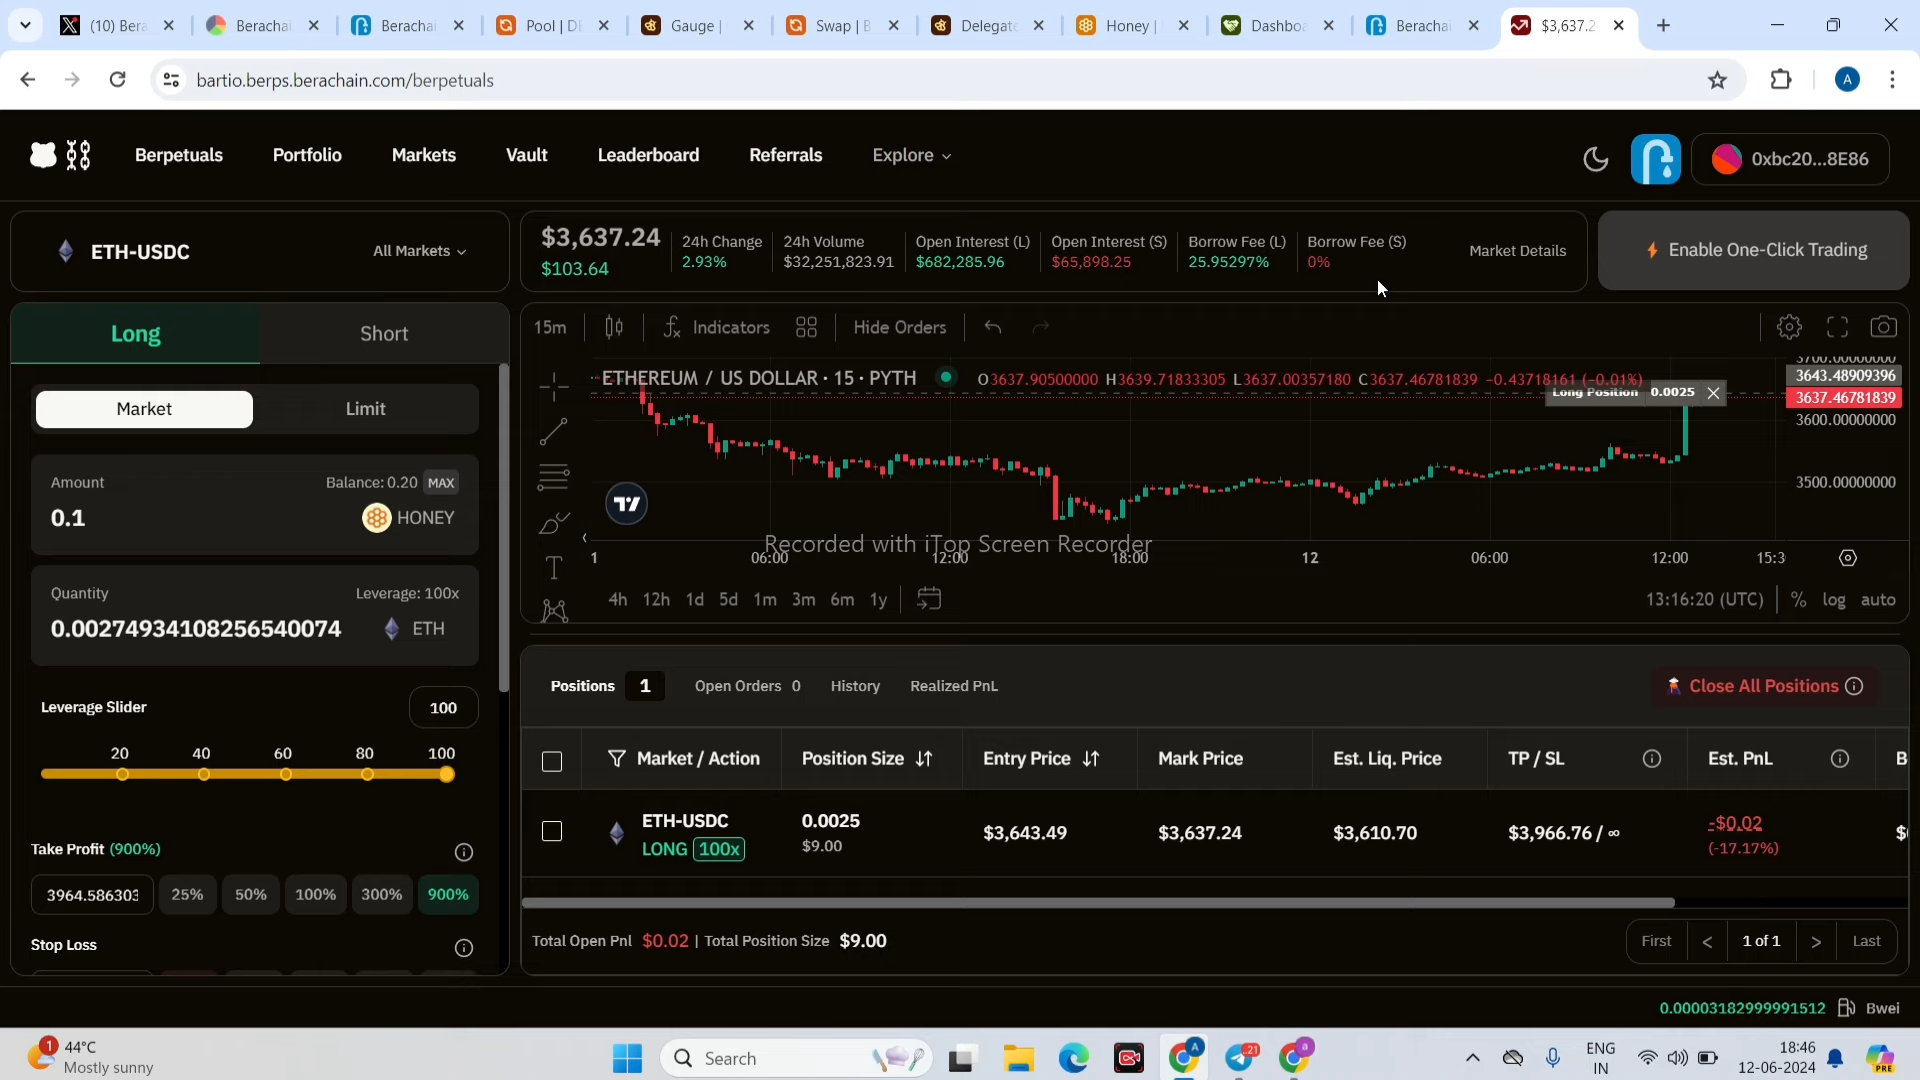 (10) Bera
Berachai
Berachai
Pool | DE
Gauge |
Swap | B
Delegate
Honey |
Dashboa
Berachai
$3,637.2
bartio.berps.berachain.com/berpetuals
A
Berpetuals
Portfolio
Markets
Vault
Leaderboard
Referrals
Explore
0xbc20...8E86
ETH-USDC
All Markets
$3,637.24
$103.64
24h Change
2.93%
24h Volume
$32,251,823.91
Open Interest (L)
$682,285.96
Open Interest (S)
$65,898.25
Borrow Fee (L)
25.95297%
Borrow Fee (S)
0%
Market Details
Enable One-Click Trading
Long
Short
Market
Limit
Amount
Balance: 0.20 MAX
0.1
HONEY
Quantity
Leverage: 100x
0.00274934108256540074
ETH
Leverage Slider
100
20 40 60 80 100
Take Profit (900%)
3964.586303
25% 50% 100% 300% 900%
Stop Loss
15m
Indicators
Hide Orders
ETHEREUM / US DOLLAR · 15 · PYTH
O3637.90500000 H3639.71833305 L3637.00357180 C3637.46781839 −0.43718161 (−0.01%)
Long Position 0.0025
3700.00000000
3643.48909396
3637.46781839
3600.00000000
3500.00000000
Recorded with iTop Screen Recorder
1 06:00 12:00 18:00 12 06:00 12:00 15:3
4h 12h 1d 5d 1m 3m 6m 1y
13:16:20 (UTC) % log auto
Positions 1
Open Orders 0
History
Realized PnL
Close All Positions
Market / Action
Position Size
Entry Price
Mark Price
Est. Liq. Price
TP / SL
Est. PnL
B
ETH-USDC
LONG 100x
0.0025
$9.00
$3,643.49
$3,637.24
$3,610.70
$3,966.76 / ∞
-$0.02
(-17.17%)
Total Open Pnl $0.02 | Total Position Size $9.00
First < 1 of 1 > Last
0.00003182999991512 Bwei
1
44°C
Mostly sunny
Search
A
21
a
ENG
IN
18:46
12-06-2024
PRE